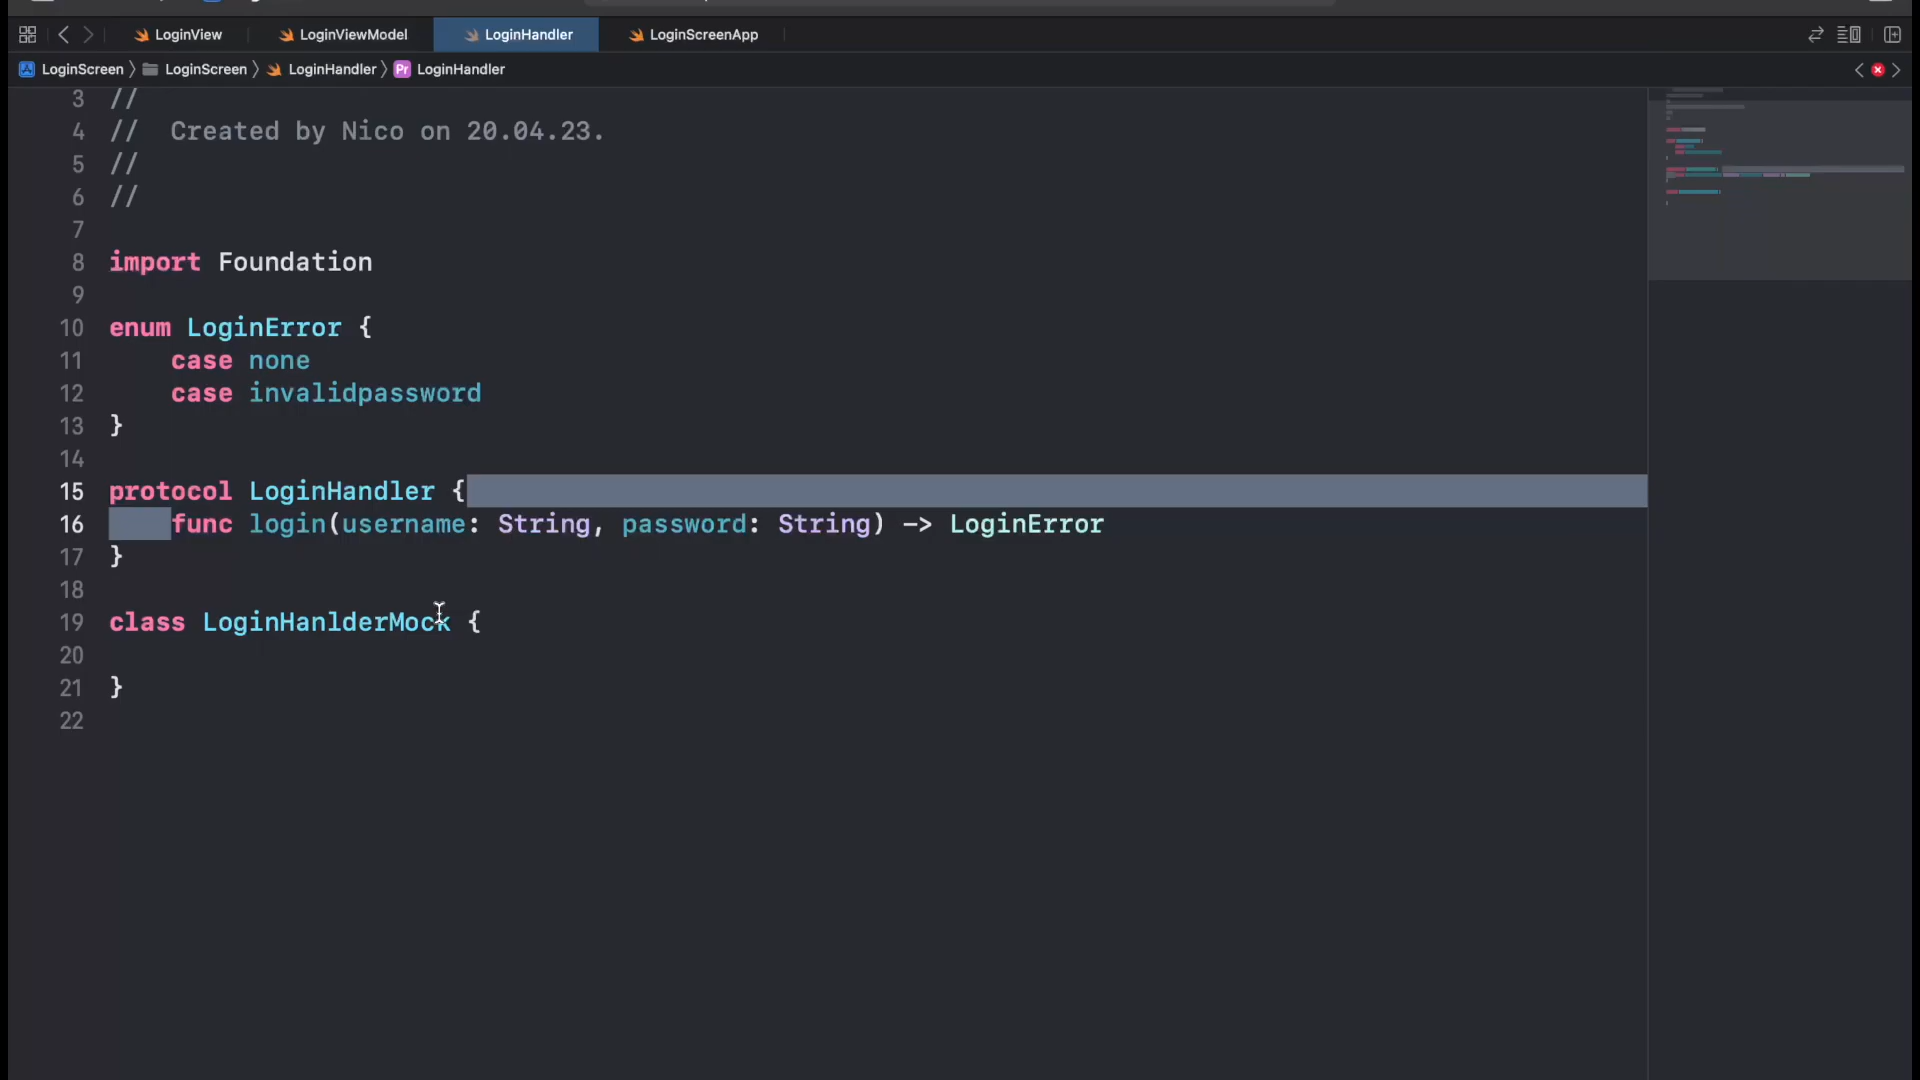 LoginView LoginViewModel LoginHandler LoginScreenApp
LoginScreen LoginScreen LoginHandler Pr LoginHandler
3 //
4 //  Created by Nico on 20.04.23.
5 //
6 //
7
8 import Foundation
9
10 enum LoginError {
11     case none
12     case invalidpassword
13 }
14
15 protocol LoginHandler {
16     func login(username: String, password: String) -> LoginError
17 }
18
19 class LoginHanlderMock {
20
21 }
22